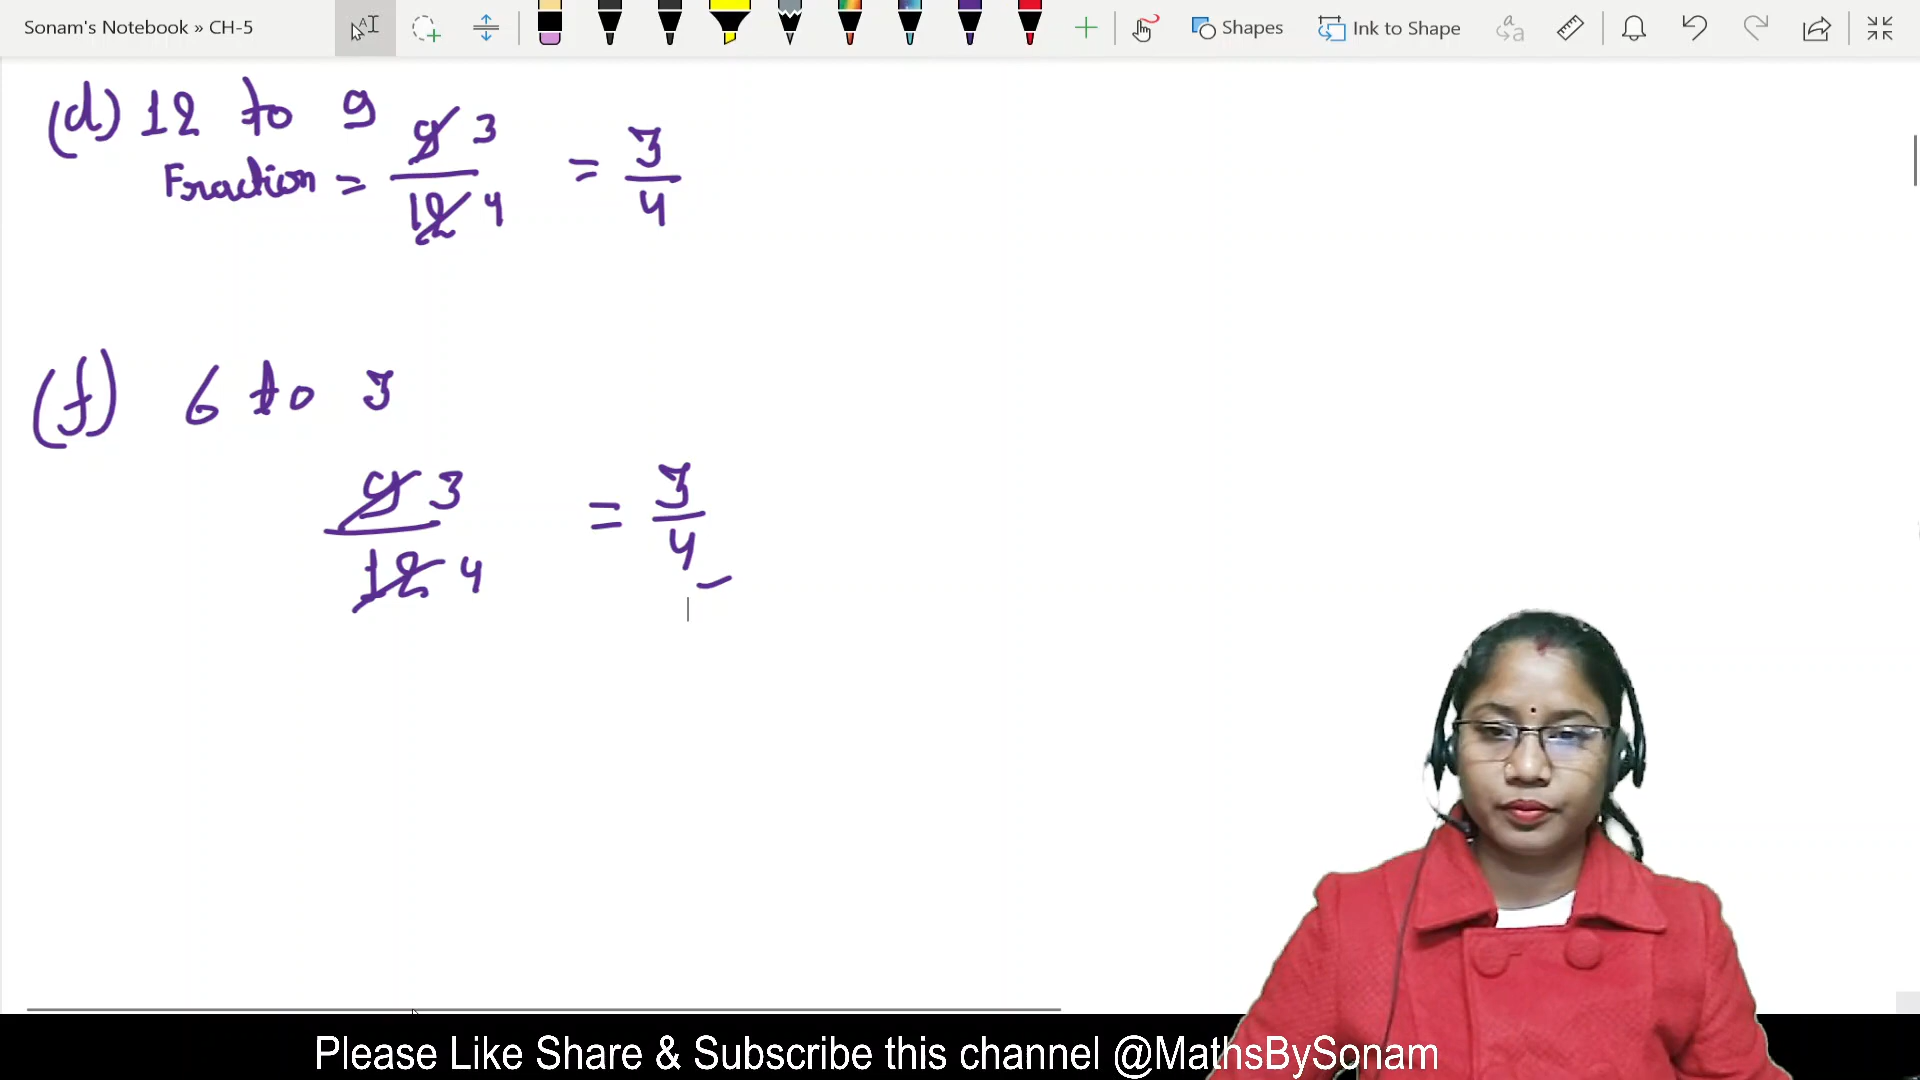 Sonam's Notebook » CH-5
Shapes
Ink to Shape
(d) 12 to 9
Fraction = 9/12 3/4 = 3/4
(f) 6 to 3
9/12 3/4 = 3/4
Please Like Share & Subscribe this channel @MathsBySonam